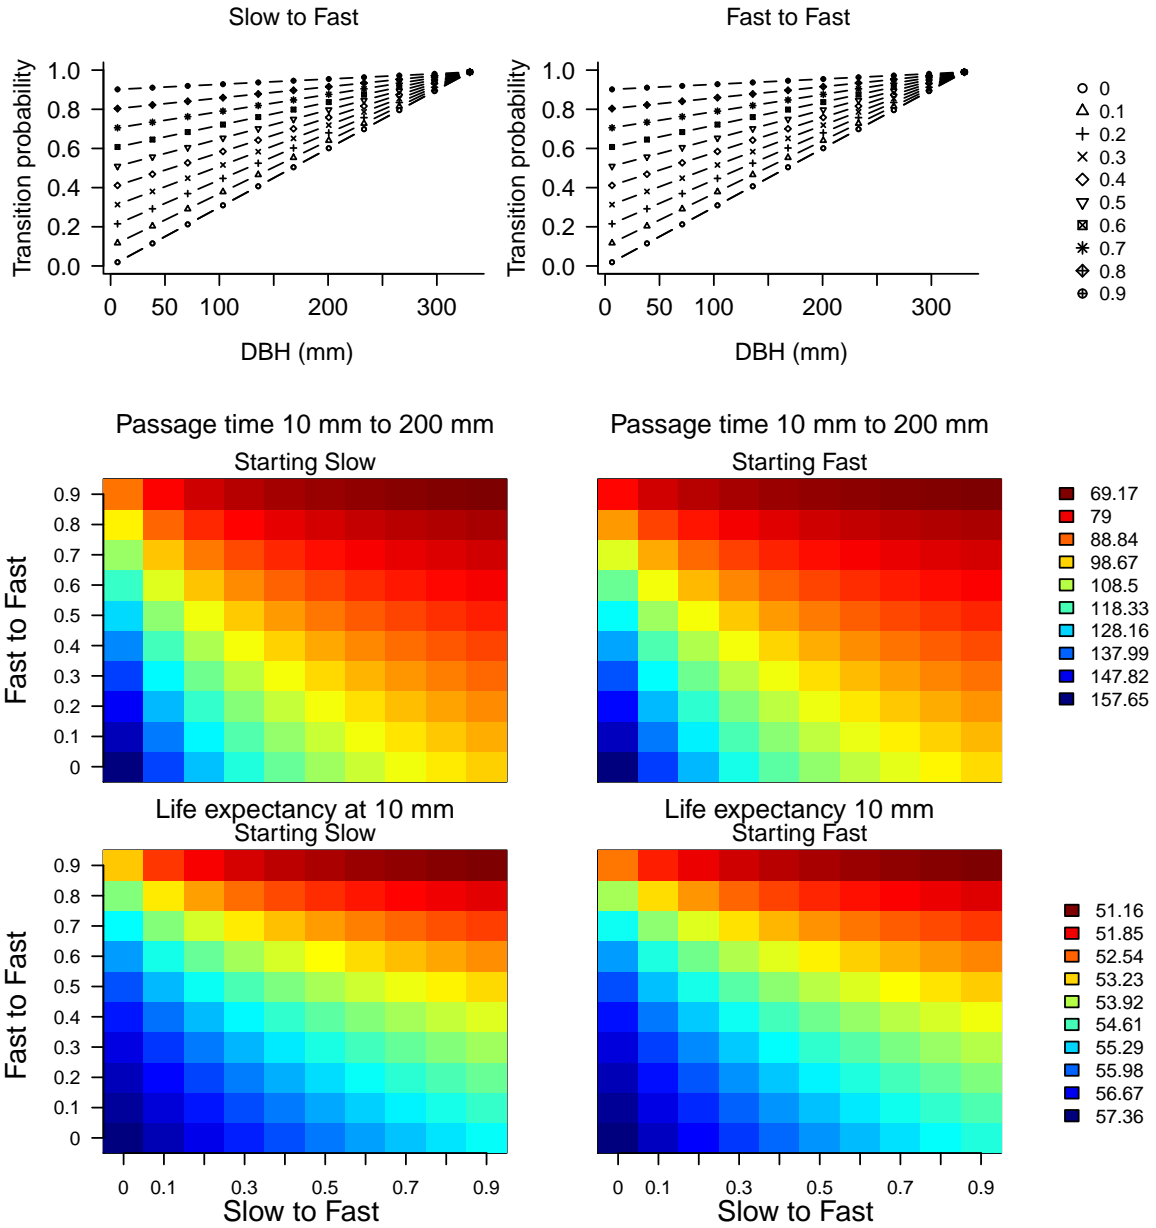 Slow to Fast
Fast to Fast
Transition probability
1.0
0.8
0.6
0.4
0.2
0.0
0 50 100 200 300
DBH (mm)
Transition probability
1.0
0.8
0.6
0.4
0.2
0.0
0 50 100 200 300
DBH (mm)
0
0.1
0.2
0.3
0.4
0.5
0.6
0.7
0.8
0.9
Passage time 10 mm to 200 mm
Starting Slow
Passage time 10 mm to 200 mm
Starting Fast
Fast to Fast
0.9
0.8
0.7
0.6
0.5
0.4
0.3
0.2
0.1
0
69.17
79
88.84
98.67
108.5
118.33
128.16
137.99
147.82
157.65
Life expectancy at 10 mm
Starting Slow
Life expectancy 10 mm
Starting Fast
Fast to Fast
0.9
0.8
0.7
0.6
0.5
0.4
0.3
0.2
0.1
0
0 0.1 0.3 0.5 0.7 0.9
Slow to Fast
0 0.1 0.3 0.5 0.7 0.9
Slow to Fast
51.16
51.85
52.54
53.23
53.92
54.61
55.29
55.98
56.67
57.36